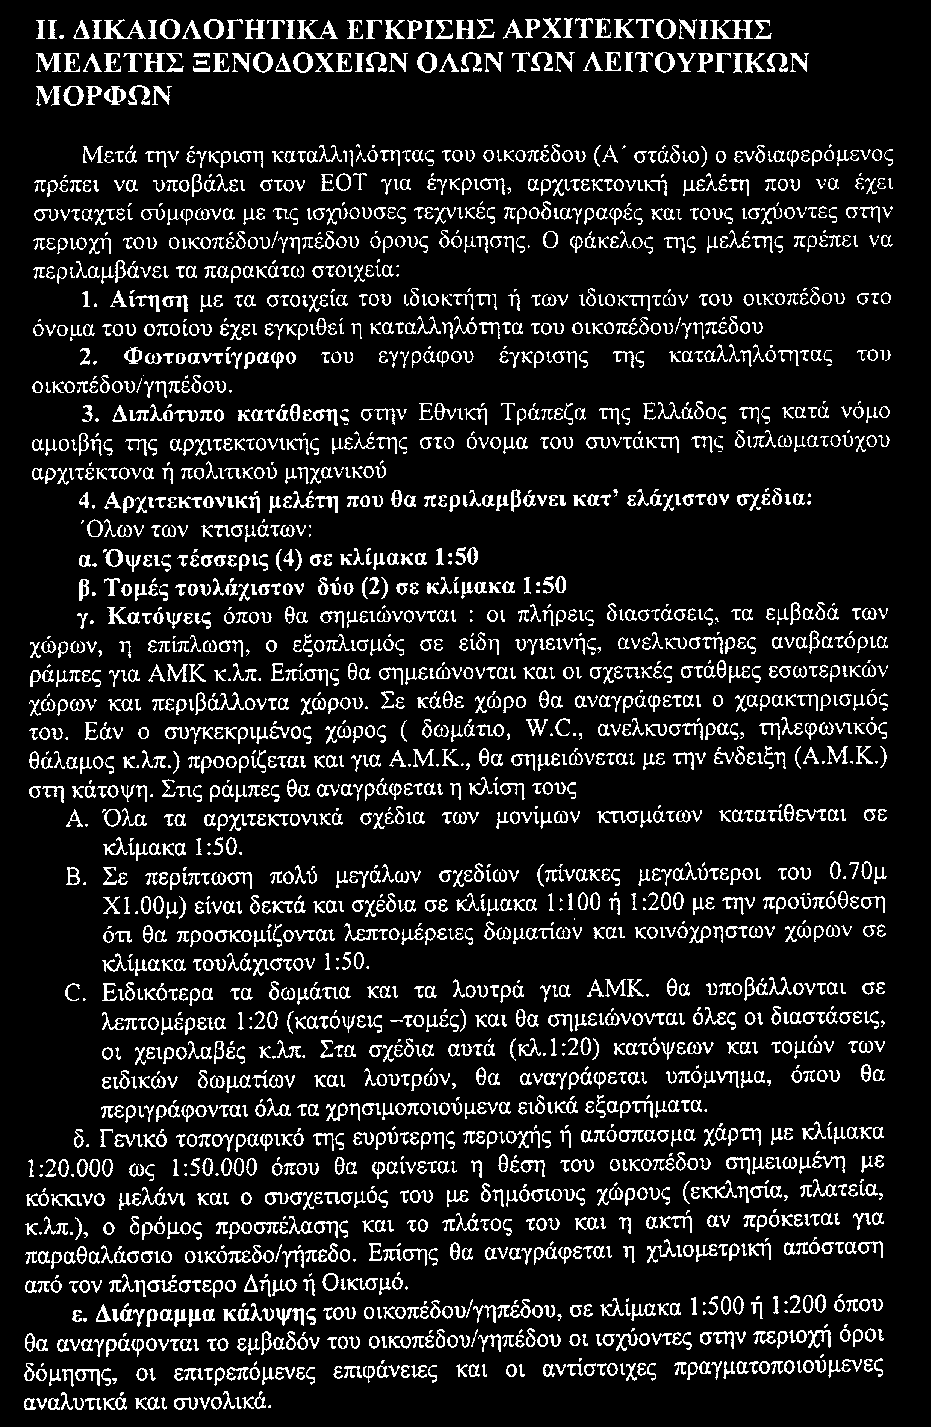 II. ΔΙΚΑΙΟΛΟΓΗΤΙΚΑ ΕΓΚΡΙΣΗΣ ΑΡΧΙΤΕΚΤΟΝΙΚΗΣ
ΜΕΛΕΤΗΣ ΞΕΝΟΔΟΧΕΙΩΝ ΟΛΩΝ ΤΩΝ ΛΕΙΤΟΥΡΓΙΚΩΝ
ΜΟΡΦΩΝ
Μετά την έγκριση καταλληλότητας του οικοπέδου (Α΄ στάδιο) ο ενδιαφερόμενος
πρέπει να υποβάλει στον ΕΟΤ για έγκριση, αρχιτεκτονική μελέτη που να έχει
συνταχτεί σύμφωνα με τις ισχύουσες τεχνικές προδιαγραφές και τους ισχύοντες στην
περιοχή του οικοπέδου/γηπέδου όρους δόμησης. Ο φάκελος της μελέτης πρέπει να
περιλαμβάνει τα παρακάτω στοιχεία:
1. Αίτηση με τα στοιχεία του ιδιοκτήτη ή των ιδιοκτητών του οικοπέδου στο
όνομα του οποίου έχει εγκριθεί η καταλληλότητα του οικοπέδου/γηπέδου
2. Φωτοαντίγραφο του εγγράφου έγκρισης της καταλληλότητας του
οικοπέδου/γηπέδου.
3. Διπλότυπο κατάθεσης στην Εθνική Τράπεζα της Ελλάδος της κατά νόμο
αμοιβής της αρχιτεκτονικής μελέτης στο όνομα του συντάκτη της διπλωματούχου
αρχιτέκτονα ή πολιτικού μηχανικού
4. Αρχιτεκτονική μελέτη που θα περιλαμβάνει κατ’ ελάχιστον σχέδια:
Όλων των κτισμάτων:
α. Όψεις τέσσερις (4) σε κλίμακα 1:50
β. Τομές τουλάχιστον δύο (2) σε κλίμακα 1:50
γ. Κατόψεις όπου θα σημειώνονται : οι πλήρεις διαστάσεις, τα εμβαδά των
χώρων, η επίπλωση, ο εξοπλισμός σε είδη υγιεινής, ανελκυστήρες αναβατόρια
ράμπες για ΑΜΚ κ.λπ. Επίσης θα σημειώνονται και οι σχετικές στάθμες εσωτερικών
χώρων και περιβάλλοντα χώρου. Σε κάθε χώρο θα αναγράφεται ο χαρακτηρισμός
του. Εάν ο συγκεκριμένος χώρος ( δωμάτιο, W.C., ανελκυστήρας, τηλεφωνικός
θάλαμος κ.λπ.) προορίζεται και για Α.Μ.Κ., θα σημειώνεται με την ένδειξη (Α.Μ.Κ.)
στη κάτοψη. Στις ράμπες θα αναγράφεται η κλίση τους
A. Όλα τα αρχιτεκτονικά σχέδια των μονίμων κτισμάτων κατατίθενται σε
κλίμακα 1:50.
B. Σε περίπτωση πολύ μεγάλων σχεδίων (πίνακες μεγαλύτεροι του 0.70μ
Χ1.00μ) είναι δεκτά και σχέδια σε κλίμακα 1:100 ή 1:200 με την προϋπόθεση
ότι θα προσκομίζονται λεπτομέρειες δωματίων και κοινόχρηστων χώρων σε
κλίμακα τουλάχιστον 1:50.
C. Ειδικότερα τα δωμάτια και τα λουτρά για ΑΜΚ. θα υποβάλλονται σε
λεπτομέρεια 1:20 (κατόψεις –τομές) και θα σημειώνονται όλες οι διαστάσεις,
οι χειρολαβές κ.λπ. Στα σχέδια αυτά (κλ.1:20) κατόψεων και τομών των
ειδικών δωματίων και λουτρών, θα αναγράφεται υπόμνημα, όπου θα
περιγράφονται όλα τα χρησιμοποιούμενα ειδικά εξαρτήματα.
δ. Γενικό τοπογραφικό της ευρύτερης περιοχής ή απόσπασμα χάρτη με κλίμακα
1:20.000 ως 1:50.000 όπου θα φαίνεται η θέση του οικοπέδου σημειωμένη με
κόκκινο μελάνι και ο συσχετισμός του με δημόσιους χώρους (εκκλησία, πλατεία,
κ.λπ.), ο δρόμος προσπέλασης και το πλάτος του και η ακτή αν πρόκειται για
παραθαλάσσιο οικόπεδο/γήπεδο. Επίσης θα αναγράφεται η χιλιομετρική απόσταση
από τον πλησιέστερο Δήμο ή Οικισμό.
ε. Διάγραμμα κάλυψης του οικοπέδου/γηπέδου, σε κλίμακα 1:500 ή 1:200 όπου
θα αναγράφονται το εμβαδόν του οικοπέδου/γηπέδου οι ισχύοντες στην περιοχή όροι
δόμησης, οι επιτρεπόμενες επιφάνειες και οι αντίστοιχες πραγματοποιούμενες
αναλυτικά και συνολικά.